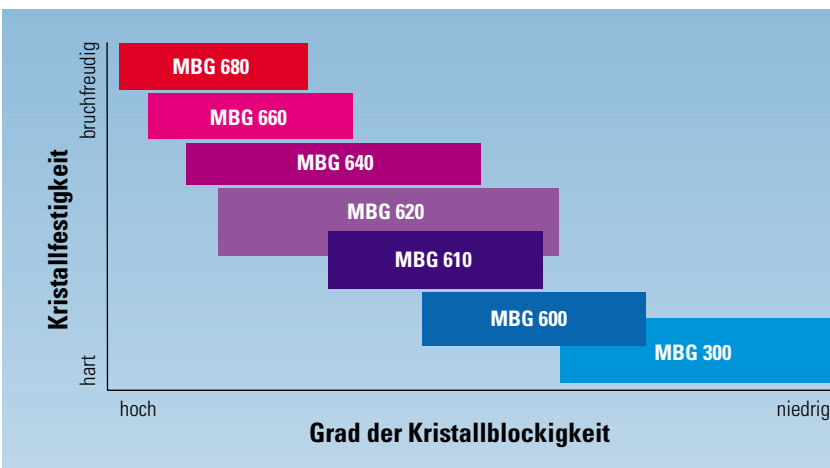 bruchfreudig
Kristallfestigkeit
hart
MBG 680
MBG 660
MBG 640
MBG 620
MBG 610
MBG 600
MBG 300
hoch
niedrig
Grad der Kristallblockigkeit